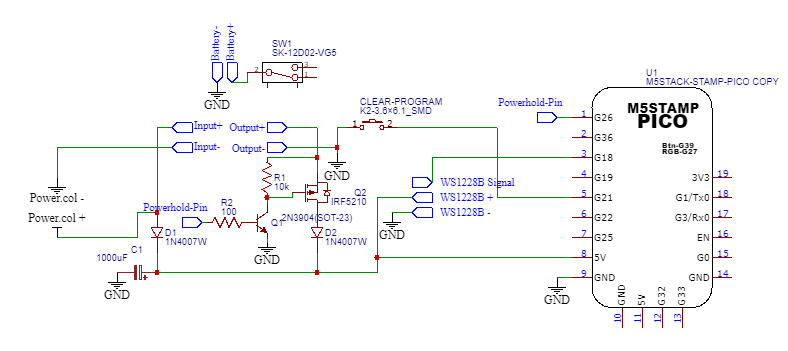 Battery-
Battery+
SW1
SK-12D02-VG5
2
3
1
GND
U1
M5STACK-STAMP-PICO COPY
CLEAR-PROGRAM
K2-3.6×6.1_SMD
1
2
Powerhold-Pin
M5STAMP
PICO
Btn-G39
RGB-G27
1
G26
2
G36
3
G18
4
G19
5
G21
6
G22
7
G25
8
5V
9
GND
3V3
19
G1/Tx0
18
G3/Rx0
17
EN
16
G0
15
GND
14
GND
5V
G32
G33
10
11
12
13
Input+
Output+
Input-
Output-
GND
R1
10k
Q2
IRF5210
WS1228B Signal
WS1228B +
WS1228B -
GND
Power.col -
Power.col +
Powerhold-Pin
R2
100
Q1
2N3904(SOT-23)
GND
D1
1N4007W
D2
1N4007W
C1
1000uF
+
GND
GND